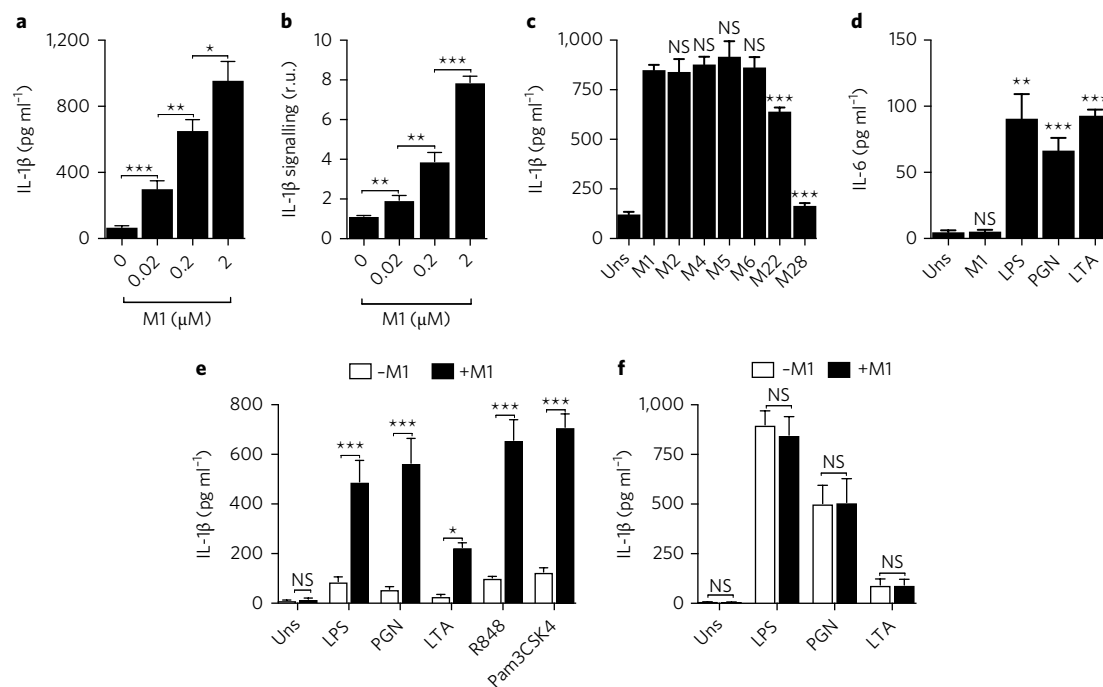 a
IL-1β (pg ml⁻¹)
1,200
800
400
0
***
**
*
0
0.02
0.2
2
M1 (μM)
b
IL-1β signalling (r.u.)
10
8
6
4
2
0
**
**
***
0
0.02
0.2
2
M1 (μM)
c
IL-1β (pg ml⁻¹)
1,000
750
500
250
0
NS
NS
NS
NS
***
***
Uns
M1
M2
M4
M5
M6
M22
M28
d
IL-6 (pg ml⁻¹)
150
100
50
0
NS
**
***
***
Uns
M1
LPS
PGN
LTA
e
–M1
+M1
IL-1β (pg ml⁻¹)
800
600
400
200
0
NS
***
***
*
***
***
Uns
LPS
PGN
LTA
R848
Pam3CSK4
f
–M1
+M1
IL-1β (pg ml⁻¹)
1,000
750
500
250
0
NS
NS
NS
NS
Uns
LPS
PGN
LTA